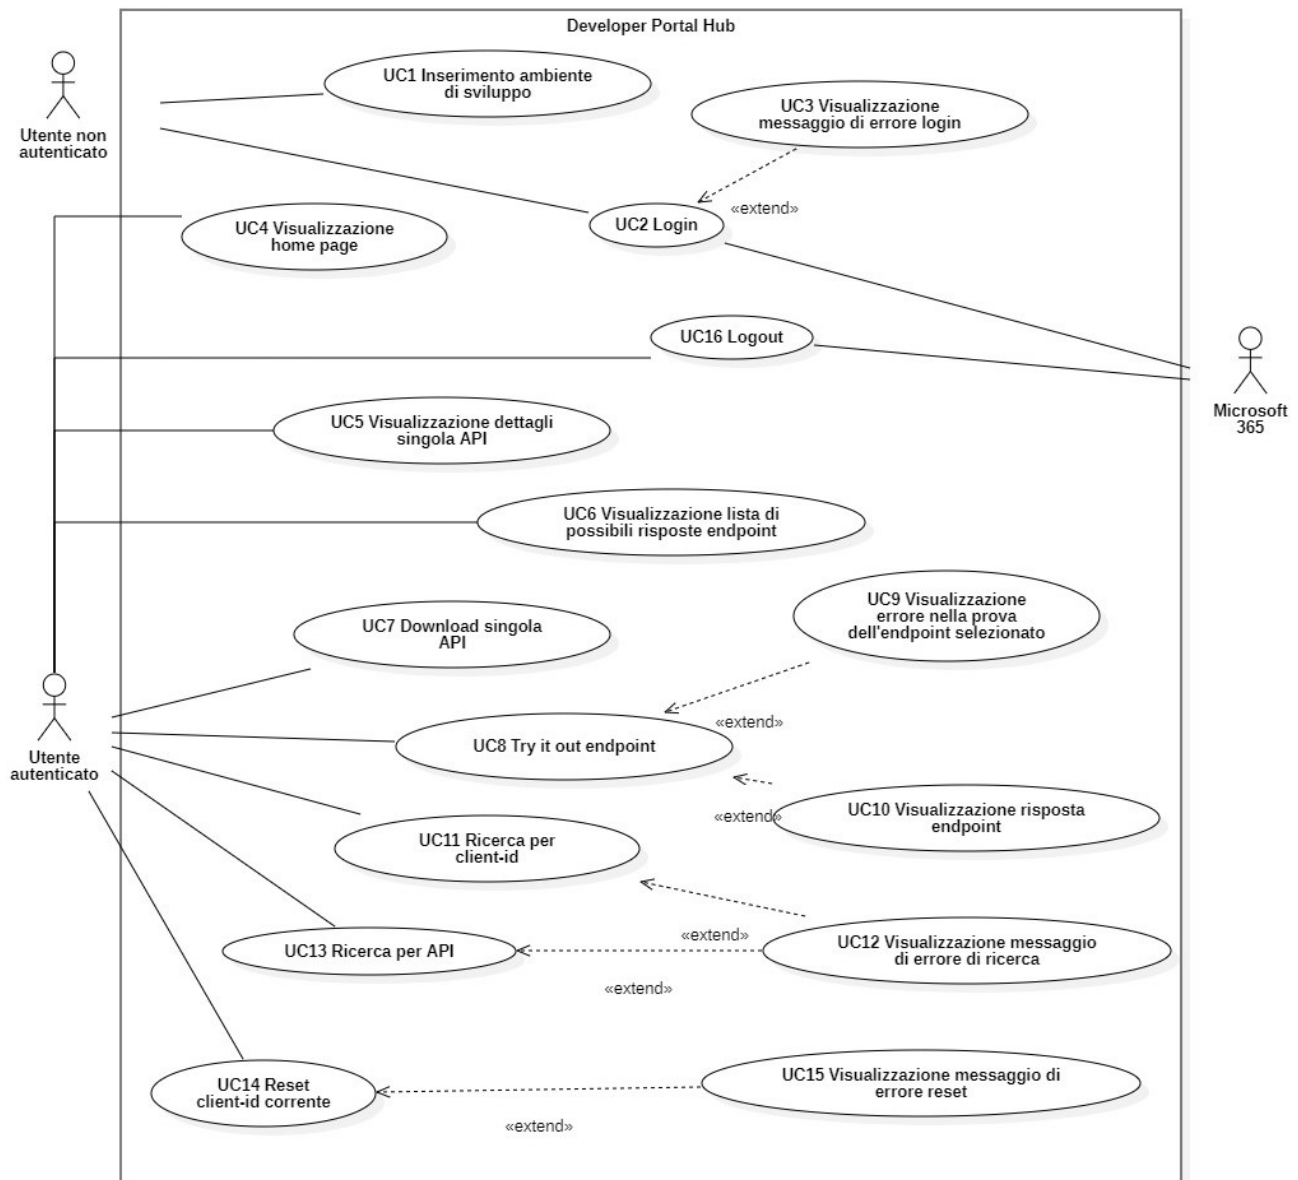 Developer Portal Hub
UC1 Inserimento ambiente
di sviluppo
UC3 Visualizzazione
messaggio di errore login
Utente non
autenticato
«extend»
UC2 Login
UC4 Visualizzazione
home page
UC16 Logout
Microsoft
365
UC5 Visualizzazione dettagli
singola API
UC6 Visualizzazione lista di
possibili risposte endpoint
UC9 Visualizzazione
errore nella prova
dell'endpoint selezionato
UC7 Download singola
API
«extend»
UC8 Try it out endpoint
Utente
autenticato
«extend»
UC10 Visualizzazione risposta
endpoint
UC11 Ricerca per
client-id
«extend»
UC12 Visualizzazione messaggio
di errore di ricerca
UC13 Ricerca per API
«extend»
UC14 Reset
client-id corrente
UC15 Visualizzazione messaggio di
errore reset
«extend»